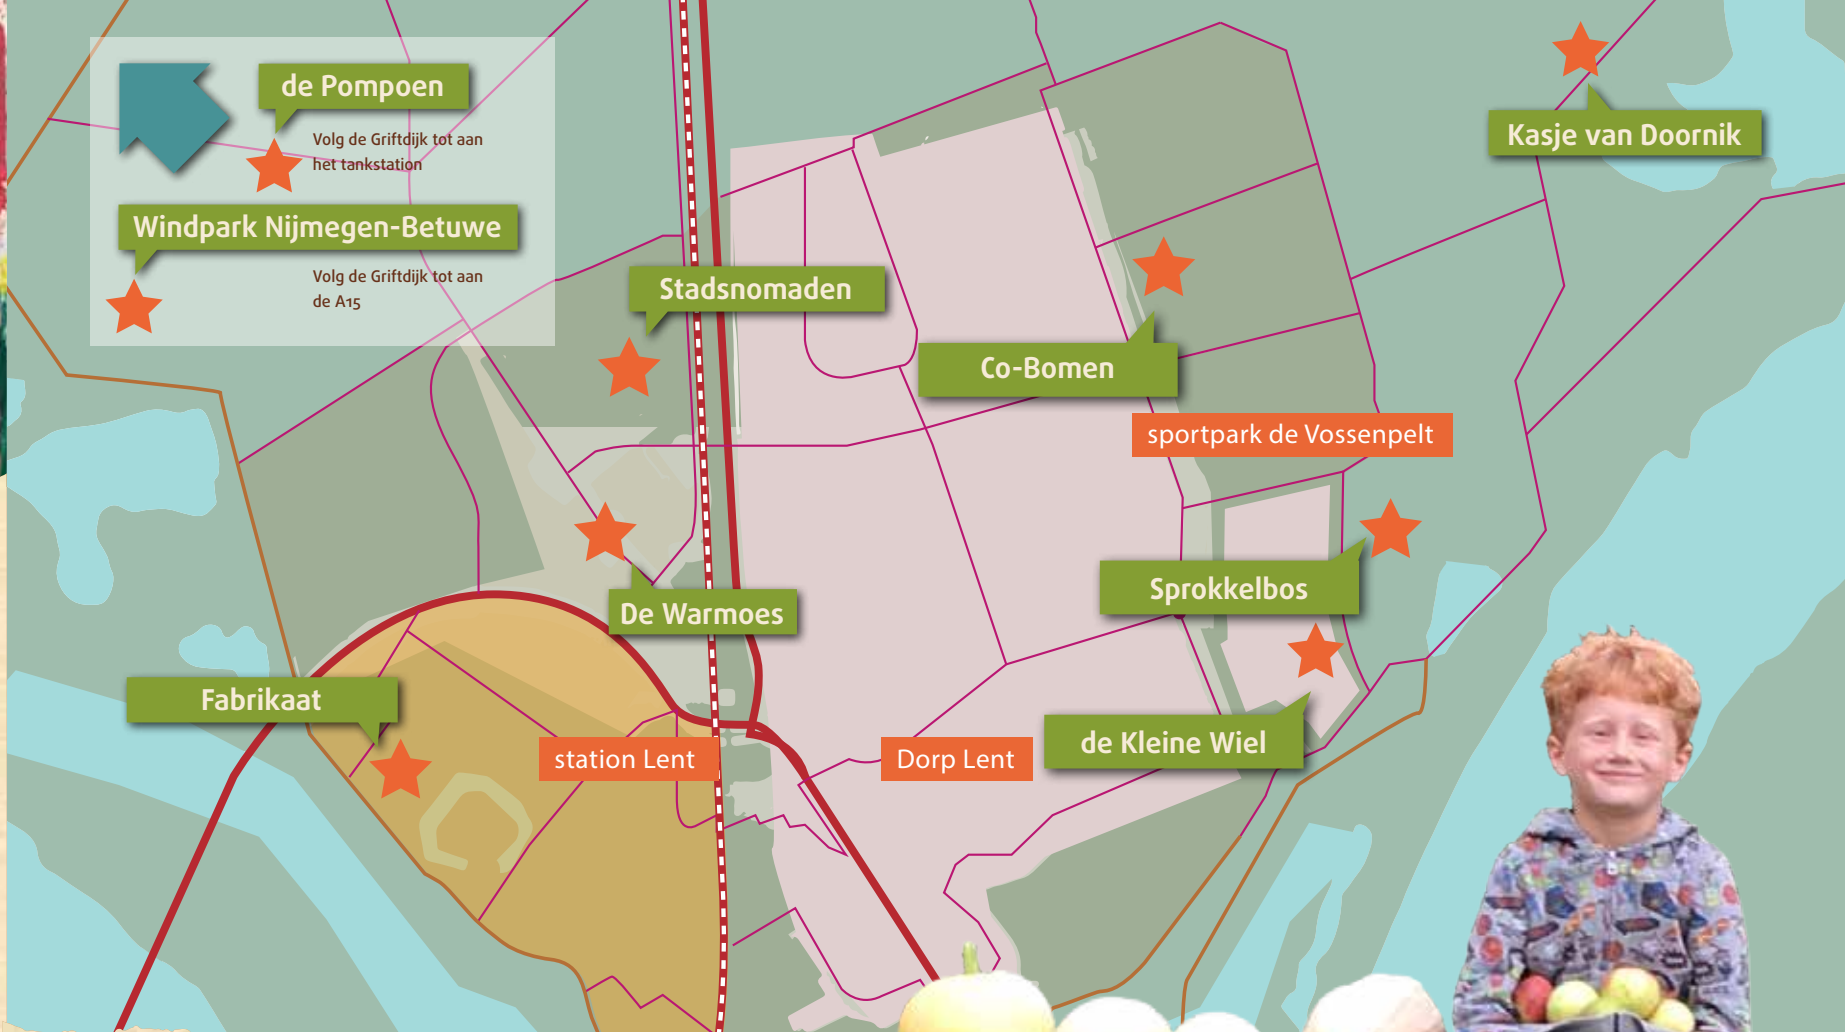 de Pompoen
Volg de Griftdijk tot aan
het tankstation
Windpark Nijmegen-Betuwe
Volg de Griftdijk tot aan
de A15
Kasje van Doornik
Stadsnomaden
Co-Bomen
sportpark de Vossenpelt
Sprokkelbos
De Warmoes
Fabrikaat
station Lent
Dorp Lent
de Kleine Wiel